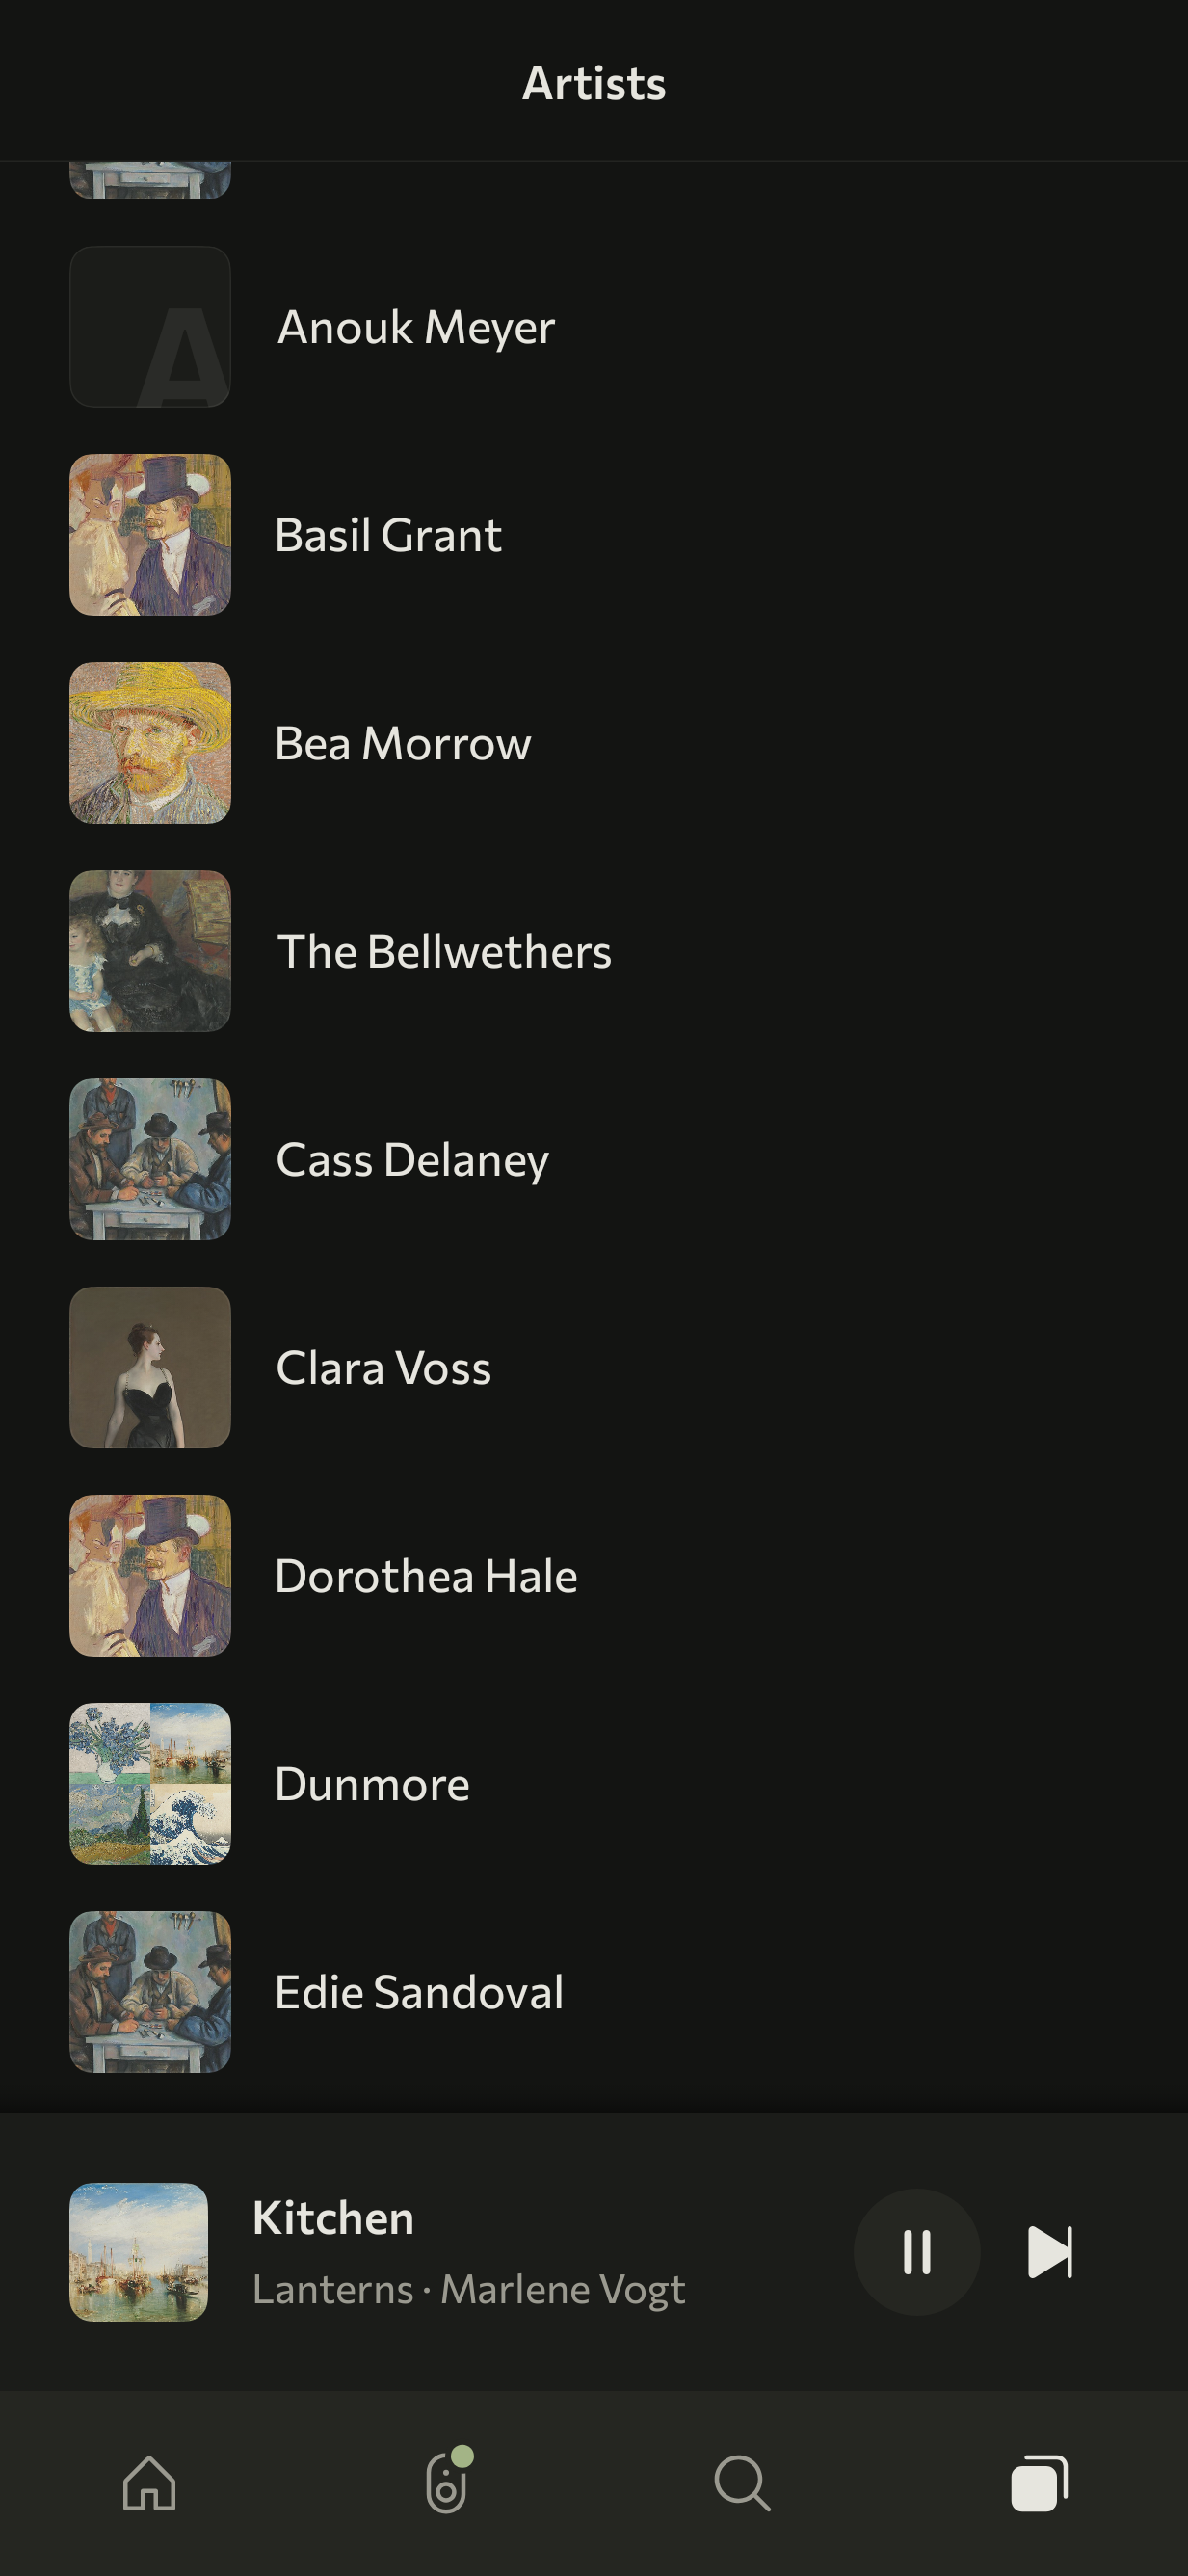 Artists
A
Anouk Meyer
Basil Grant
Bea Morrow
The Bellwethers
Cass Delaney
Clara Voss
Dorothea Hale
Dunmore
Edie Sandoval
Kitchen
Lanterns · Marlene Vogt